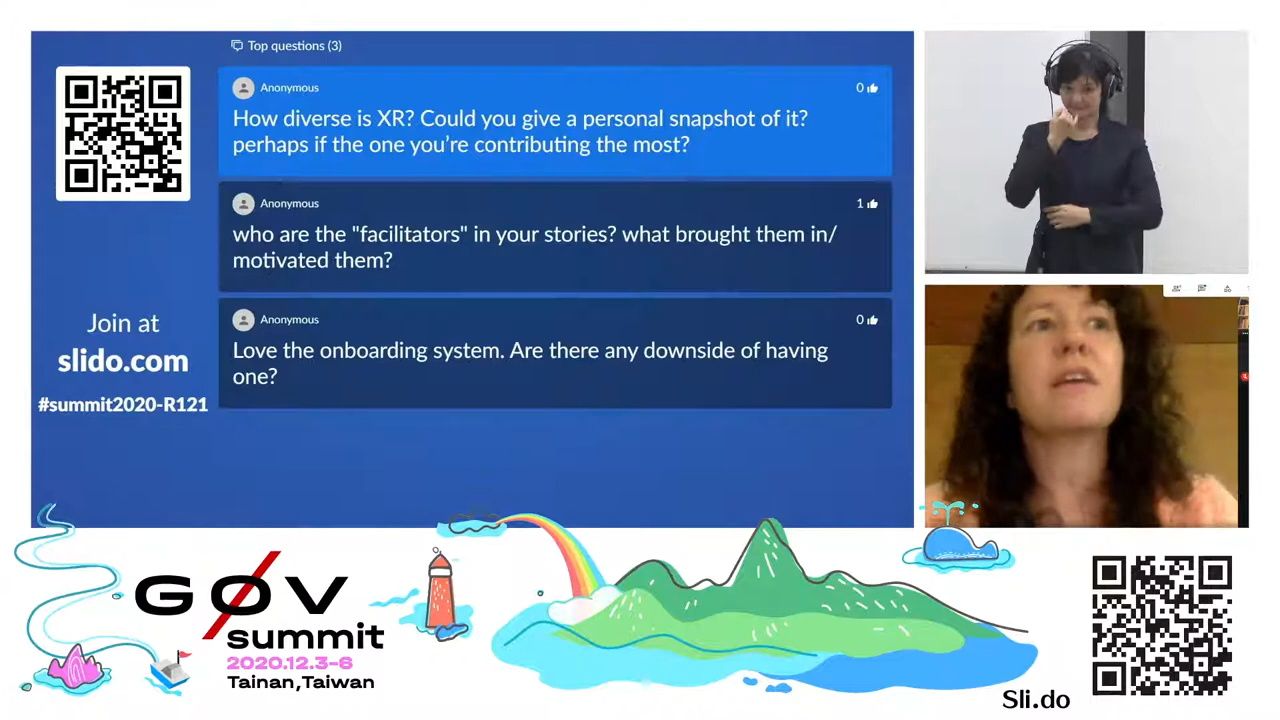 Top questions (3)
Anonymous
0
How diverse is XR? Could you give a personal snapshot of it?
perhaps if the one you're contributing the most?
Anonymous
1
who are the "facilitators" in your stories? what brought them in/
motivated them?
Anonymous
0
Love the onboarding system. Are there any downside of having
one?
Join at
slido.com
#summit2020-R121
GØV
summit
2020.12.3-6
Tainan,Taiwan
Sli.do